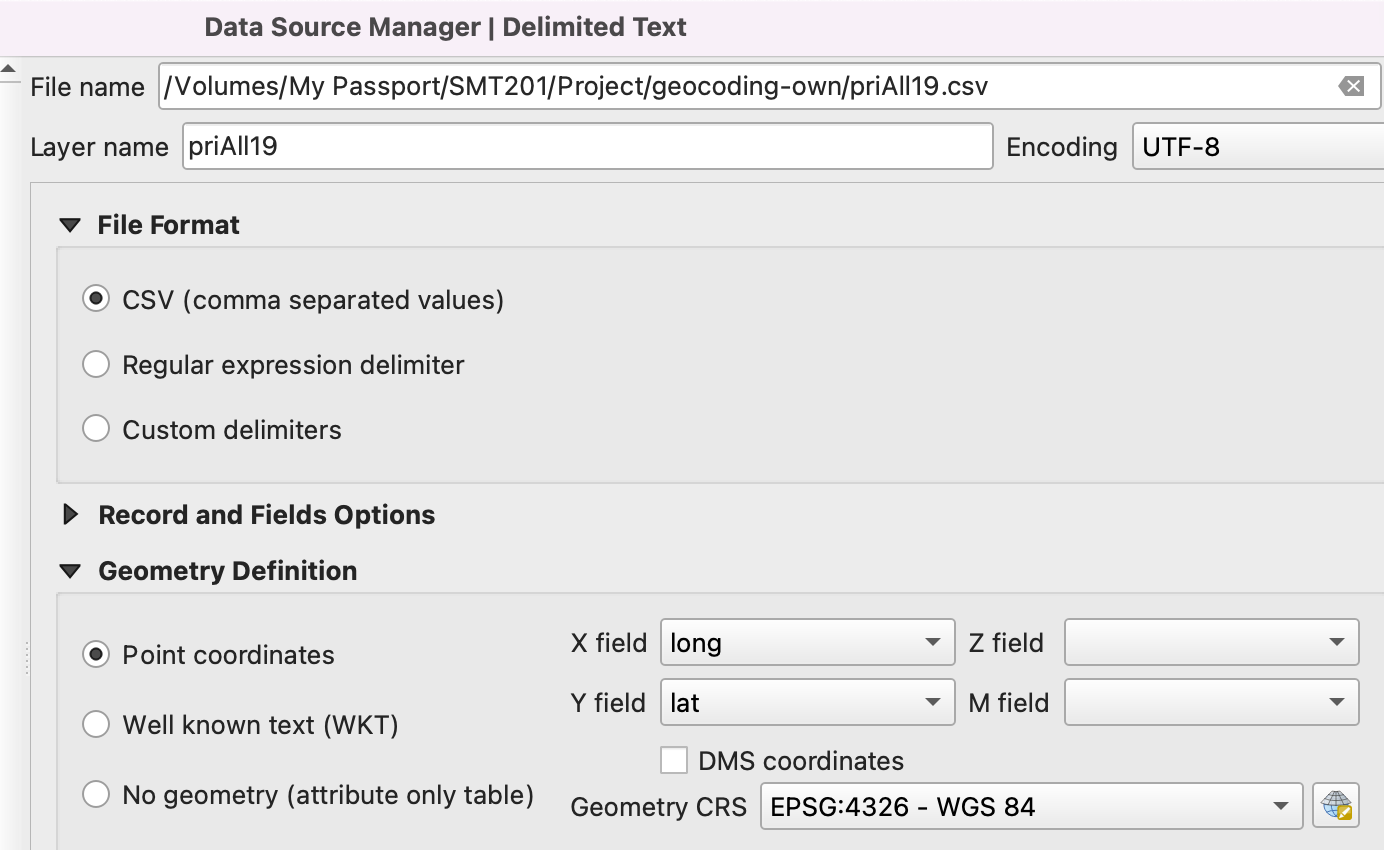 Data Source Manager | Delimited Text
File name /Volumes/My Passport/SMT201/Project/geocoding-own/priAll19.csv
Layer name priAll19 Encoding UTF-8
File Format
CSV (comma separated values)
Regular expression delimiter
Custom delimiters
Record and Fields Options
Geometry Definition
Point coordinates X field long Z field
Y field lat M field
Well known text (WKT)
DMS coordinates
No geometry (attribute only table) Geometry CRS EPSG:4326 - WGS 84